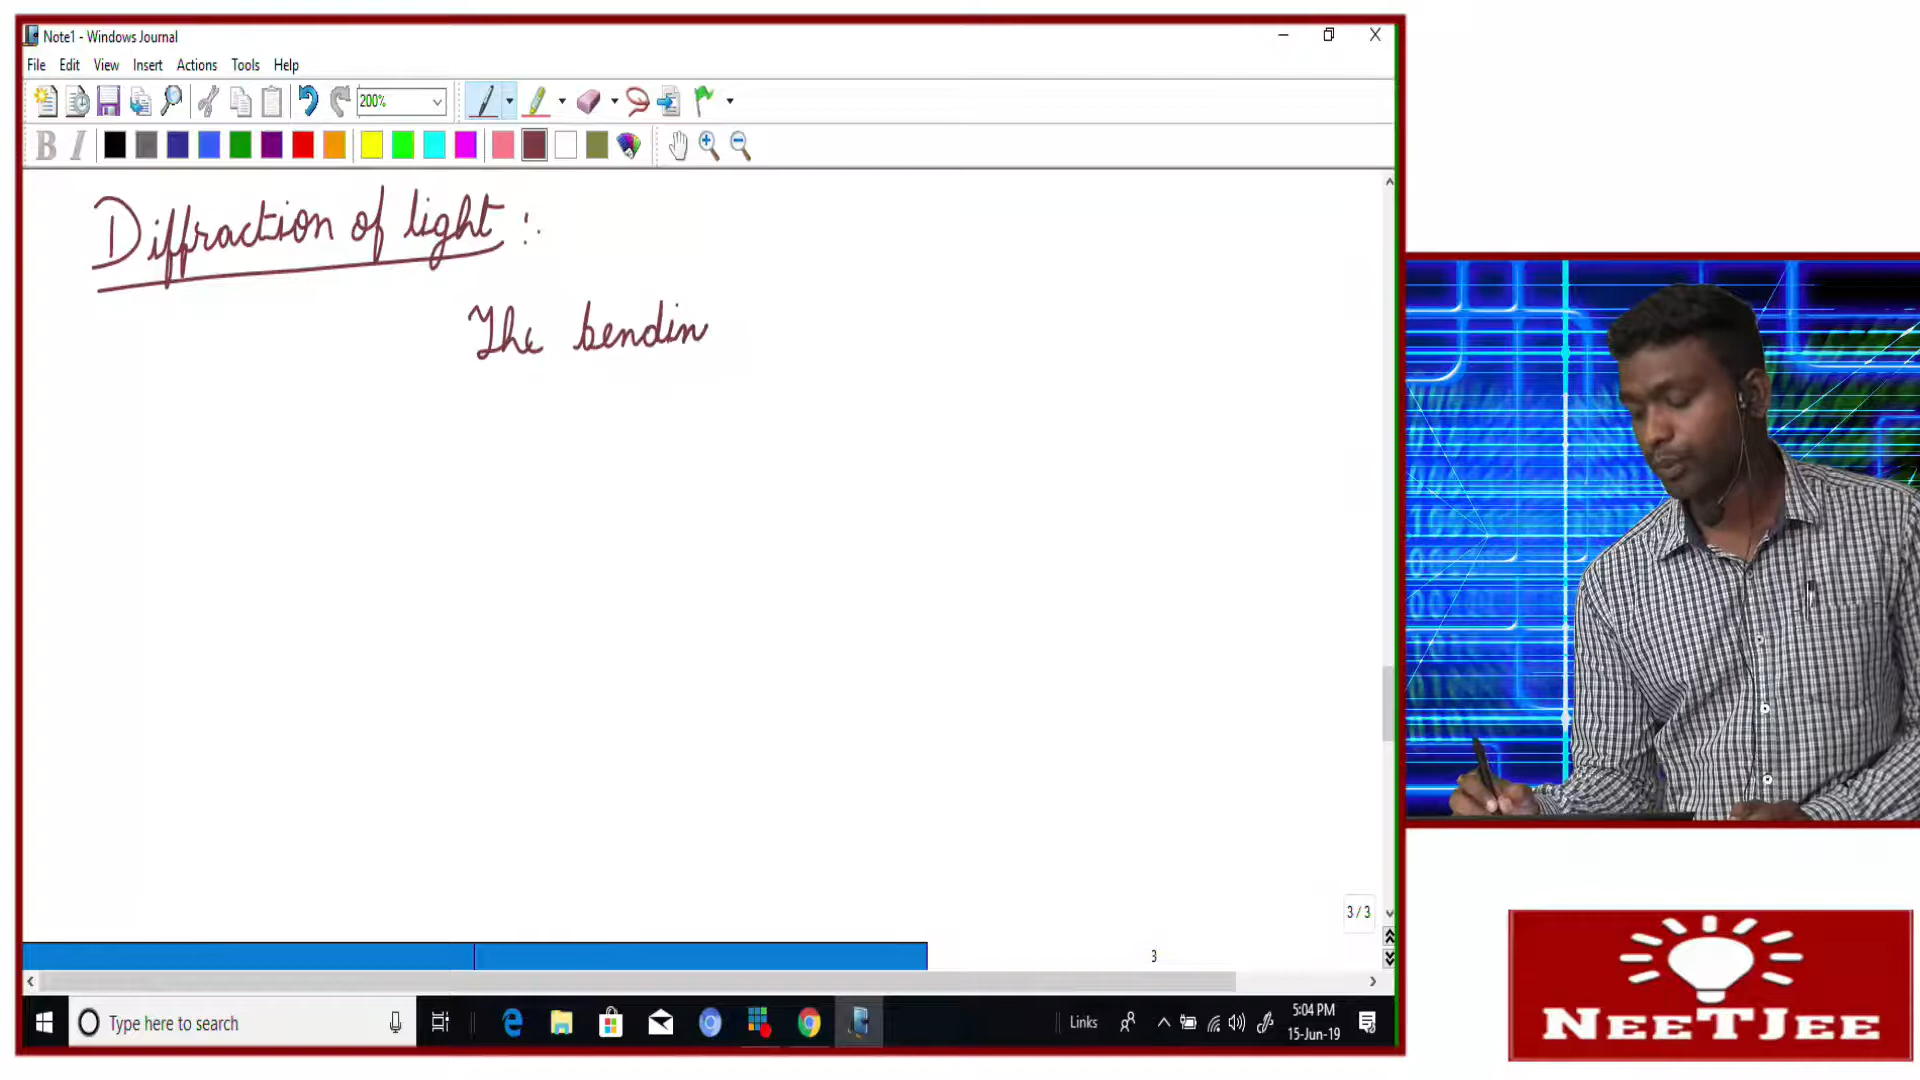 Note1 - Windows Journal
File Edit View Insert Actions Tools Help
200%
B I
Diffraction of light :
The bendin
3 / 3
3
Type here to search
Links
5:04 PM
15-Jun-19
NEETJEE